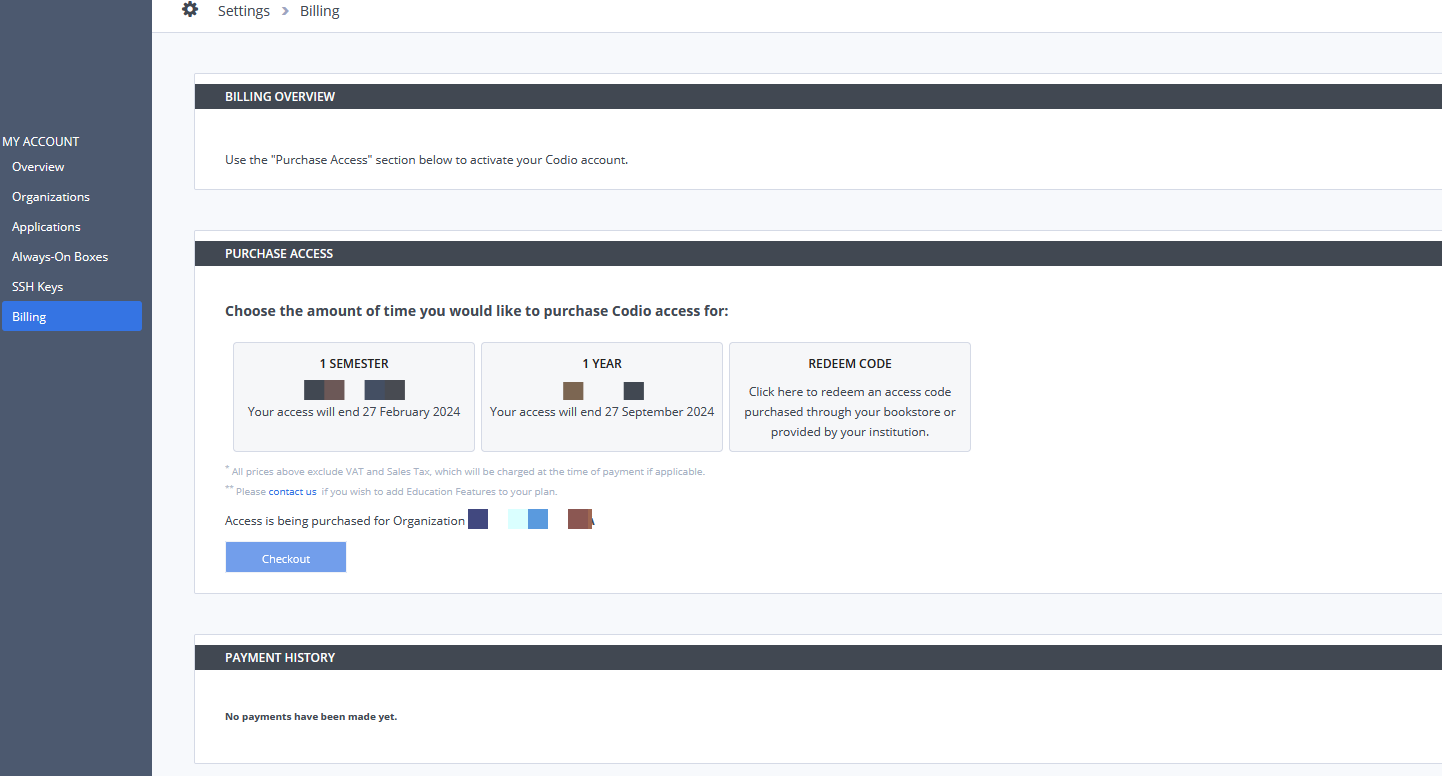 Settings > Billing
MY ACCOUNT
Overview
Organizations
Applications
Always-On Boxes
SSH Keys
Billing
BILLING OVERVIEW
Use the "Purchase Access" section below to activate your Codio account.
PURCHASE ACCESS
Choose the amount of time you would like to purchase Codio access for:
1 SEMESTER
Your access will end 27 February 2024
1 YEAR
Your access will end 27 September 2024
REDEEM CODE
Click here to redeem an access code
purchased through your bookstore or
provided by your institution.
* All prices above exclude VAT and Sales Tax, which will be charged at the time of payment if applicable.
** Please contact us if you wish to add Education Features to your plan.
Access is being purchased for Organization
Checkout
PAYMENT HISTORY
No payments have been made yet.